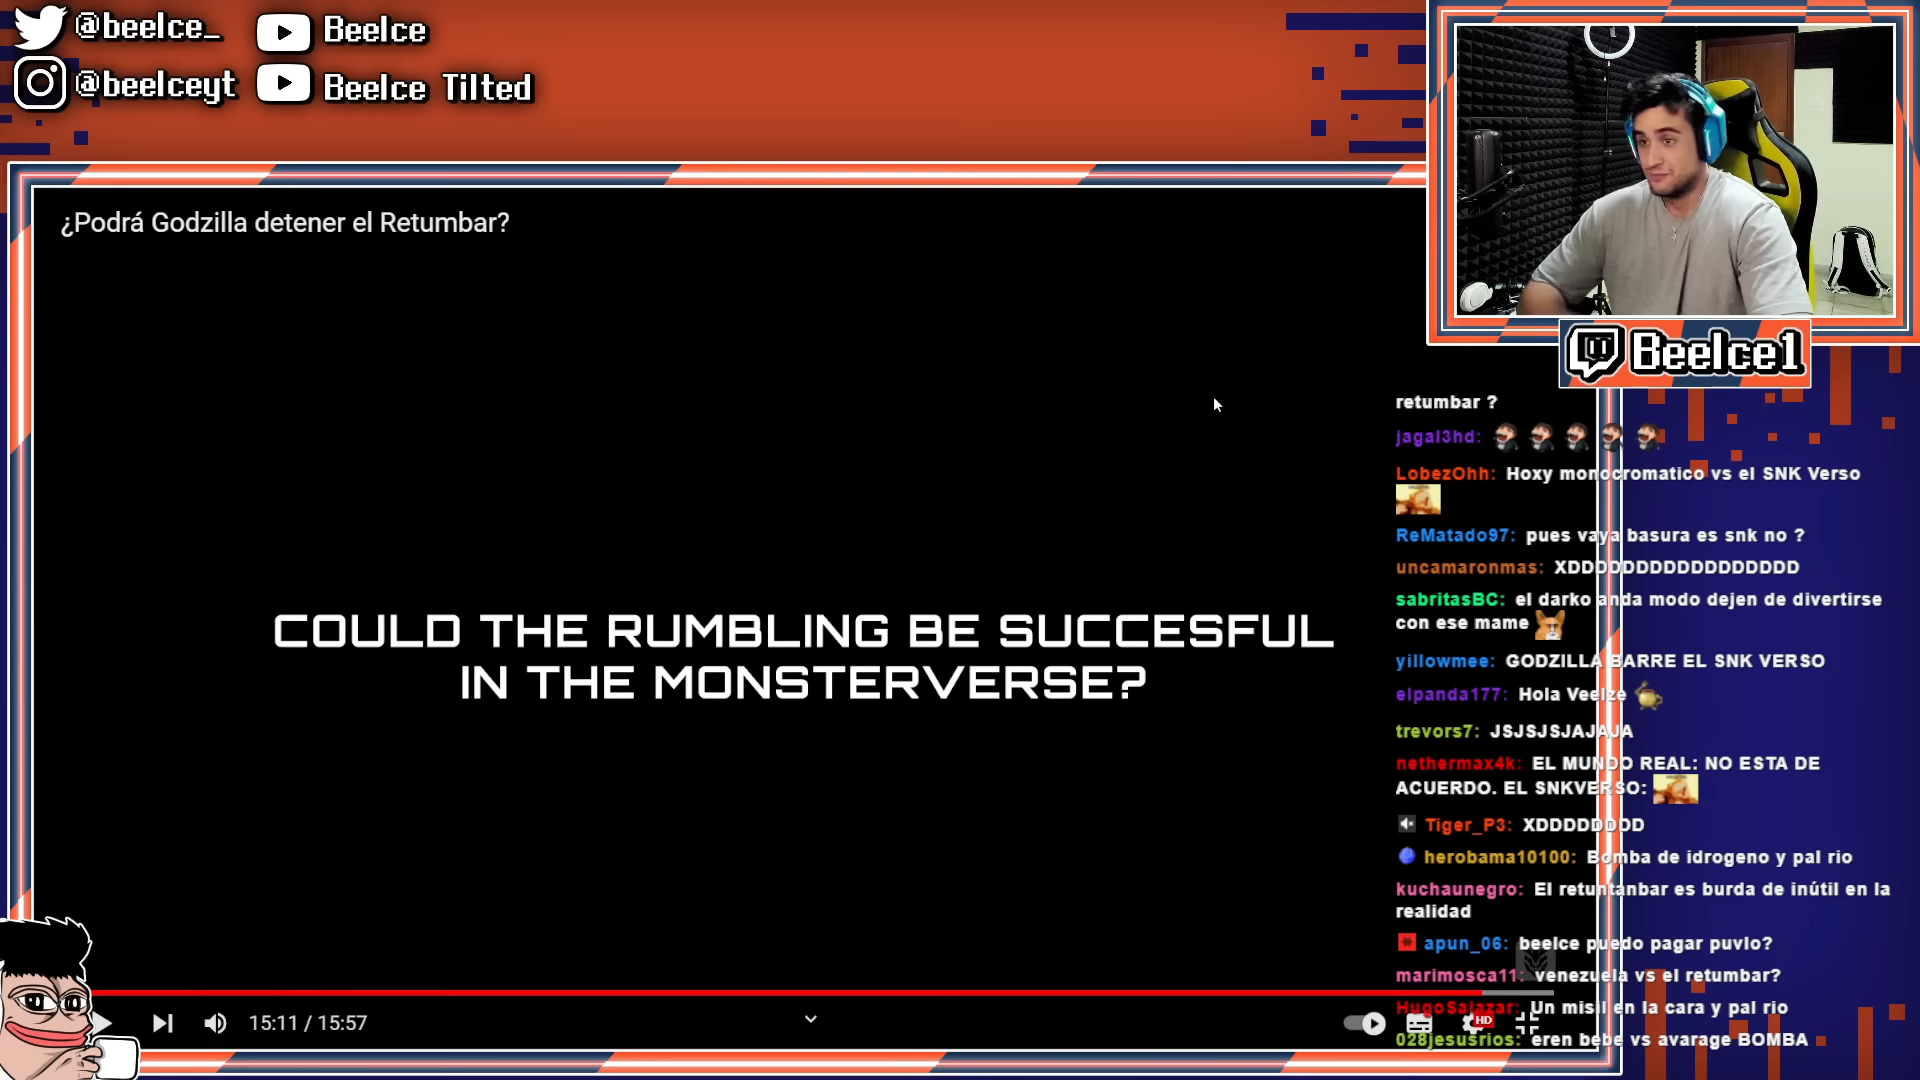 @beelce_
Beelce
@beelceyt
Beelce Tilted
¿Podrá Godzilla detener el Retumbar?
COULD THE RUMBLING BE SUCCESFUL
IN THE MONSTERVERSE?
15:11 / 15:57
HD
Beelce1
retumbar ?
jagal3hd:
LobezOhh: Hoxy monocromatico vs el SNK Verso
ReMatado97: pues vaya basura es snk no ?
uncamaronmas: XDDDDDDDDDDDDDDDDDD
sabritasBC: el darko anda modo dejen de divertirse
con ese mame
yillowmee: GODZILLA BARRE EL SNK VERSO
elpanda177: Hola Veelze
trevors7: JSJSJSJAJAJA
nethermax4k: EL MUNDO REAL: NO ESTA DE
ACUERDO. EL SNKVERSO:
Tiger_P3: XDDDDDDDD
herobama10100: Bomba de idrogeno y pal rio
kuchaunegro: El retuntanbar es burda de inútil en la
realidad
apun_06: beelce puedo pagar puvlo?
marimosca11: venezuela vs el retumbar?
HugoSalazar: Un misil en la cara y pal rio
028jesusrios: eren bebe vs avarage BOMBA